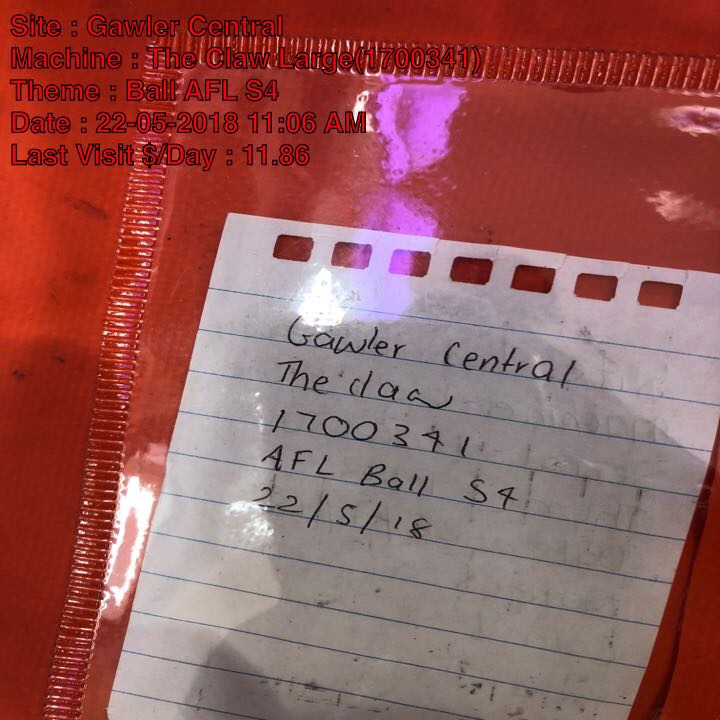 Site : Gawler Central
Machine : The Claw Large(1700341)
Theme : Ball AFL S4
Date : 22-05-2018 11:06 AM
Last Visit $/Day : 11.86
Gawler Central
The claw
1700341
AFL Ball S4
22/5/18